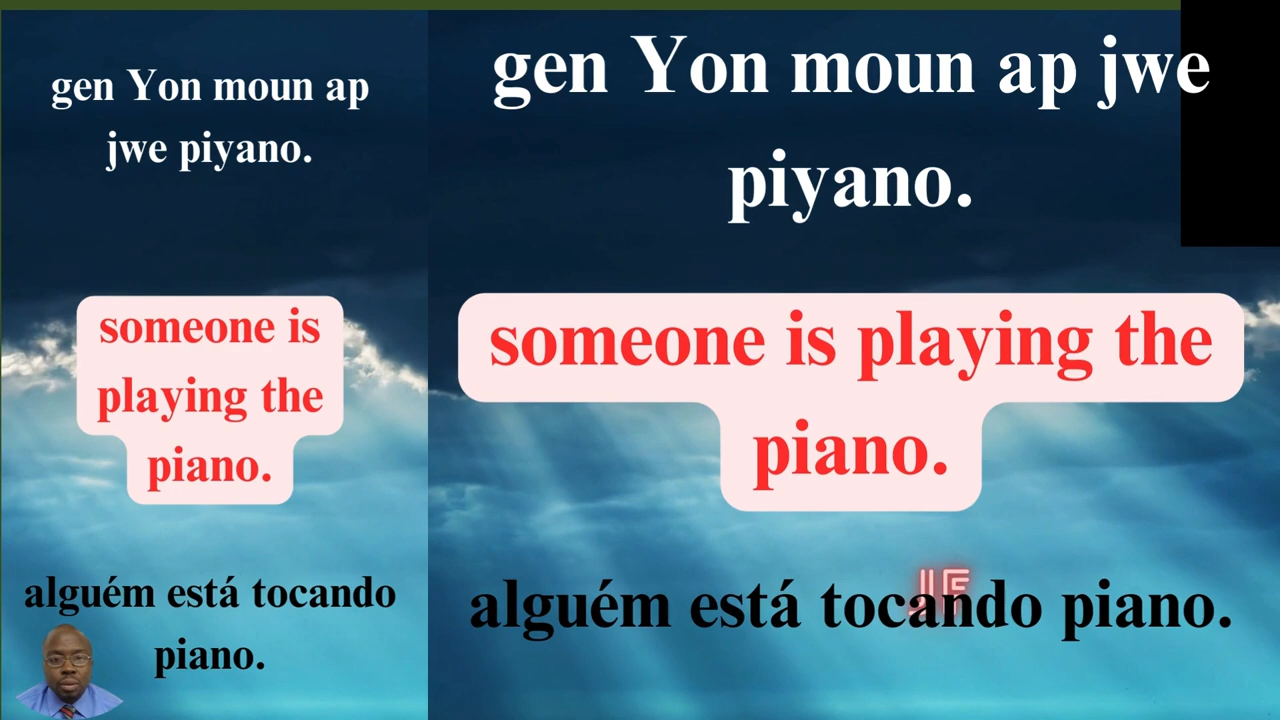 gen Yon moun ap
jwe piyano.
someone is
playing the
piano.
alguém está tocando
piano.
gen Yon moun ap jwe
piyano.
someone is playing the
piano.
alguém está tocando piano.